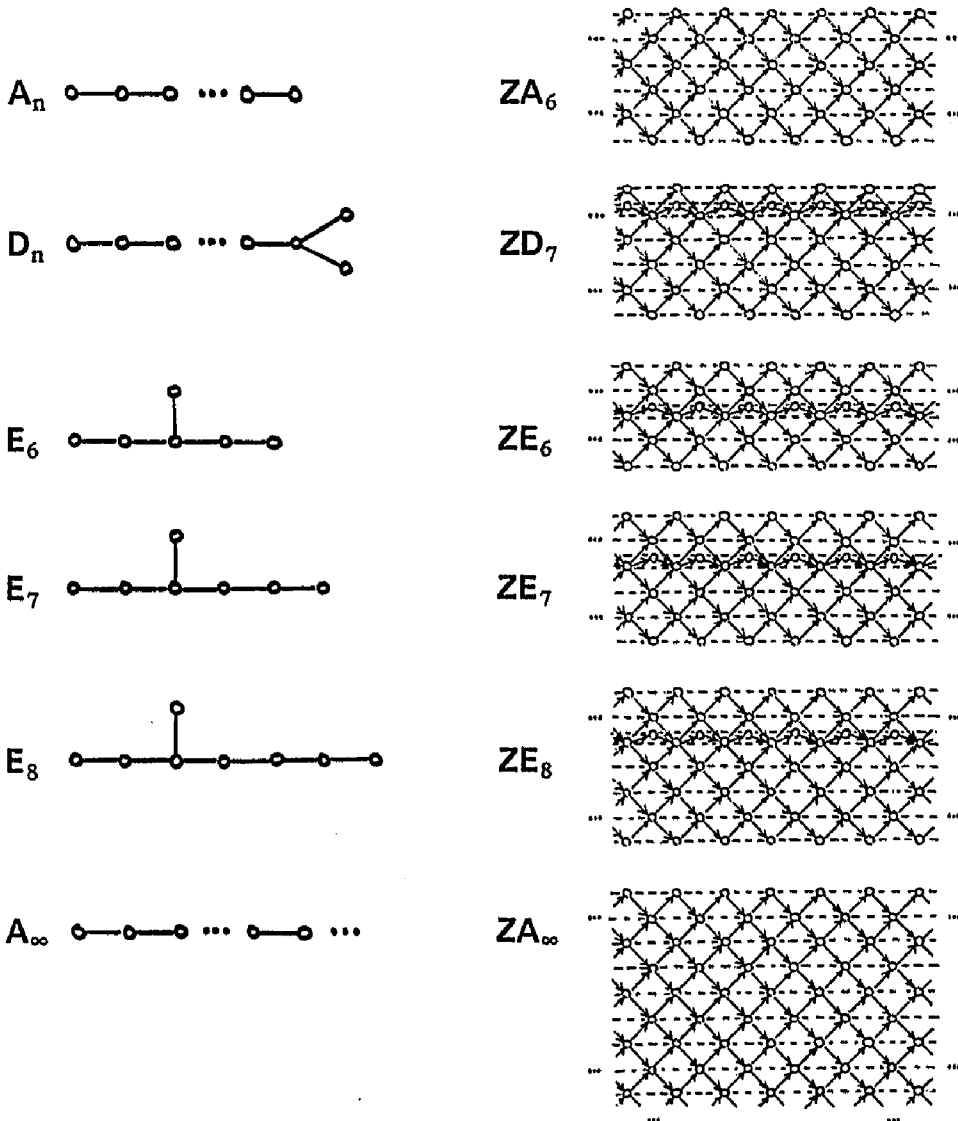 Aₙ ZA₆
Dₙ ZD₇
E₆ ZE₆
E₇ ZE₇
E₈ ZE₈
A∞ ZA∞